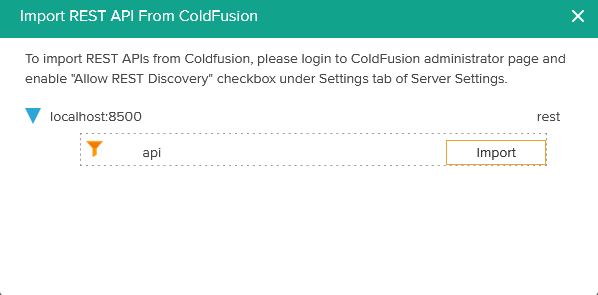 Import REST API From ColdFusion
To import REST APIs from Coldfusion, please login to ColdFusion administrator page and
enable "Allow REST Discovery" checkbox under Settings tab of Server Settings.
localhost:8500 rest
api Import